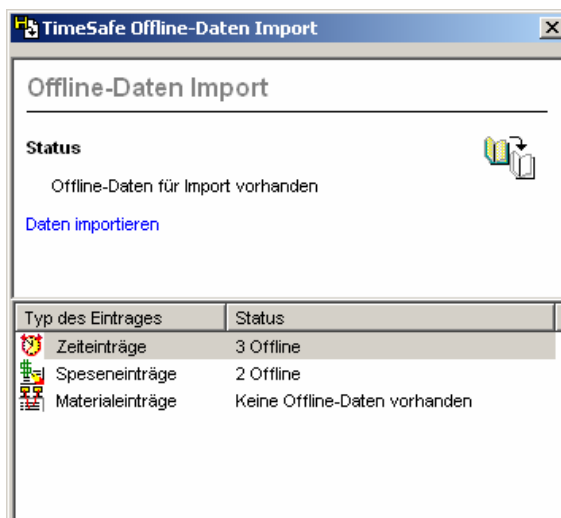 TimeSafe Offline-Daten Import
Offline-Daten Import
Status
Offline-Daten für Import vorhanden
Daten importieren
Typ des Eintrages Status
Zeiteinträge 3 Offline
Speseneinträge 2 Offline
Materialeinträge Keine Offline-Daten vorhanden